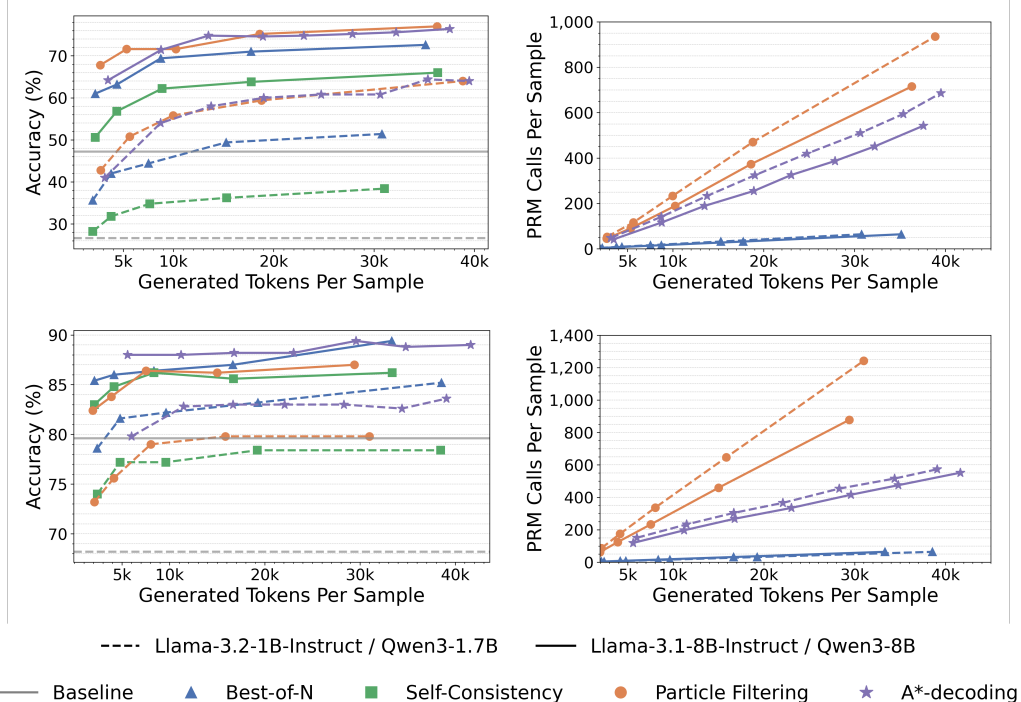 70
60
50
40
30
Accuracy (%)
5k 10k 20k 30k 40k
Generated Tokens Per Sample
1,000
800
600
400
200
0
PRM Calls Per Sample
5k 10k 20k 30k 40k
Generated Tokens Per Sample
90
85
80
75
70
Accuracy (%)
5k 10k 20k 30k 40k
Generated Tokens Per Sample
1,400
1,200
1,000
800
600
400
200
0
PRM Calls Per Sample
5k 10k 20k 30k 40k
Generated Tokens Per Sample
Llama-3.2-1B-Instruct / Qwen3-1.7B Llama-3.1-8B-Instruct / Qwen3-8B
Baseline Best-of-N Self-Consistency Particle Filtering A*-decoding